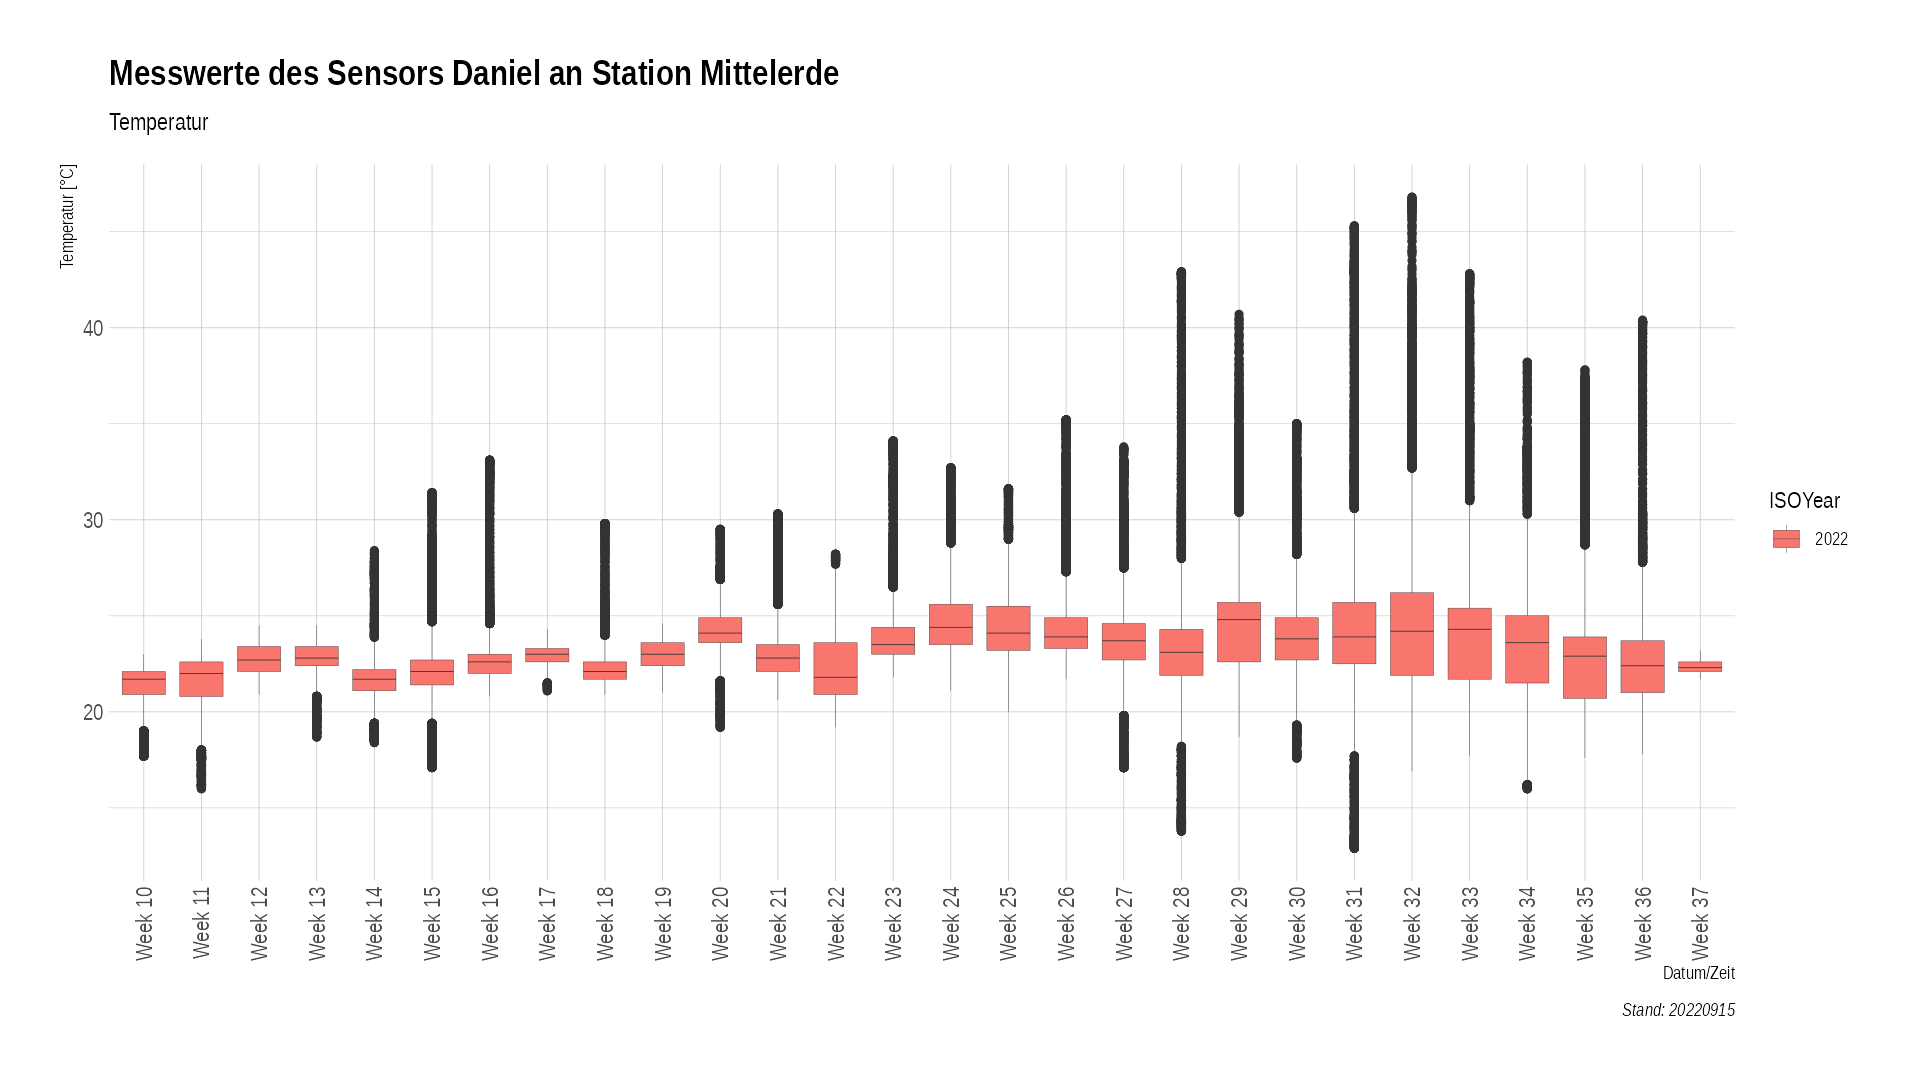 Messwerte des Sensors Daniel an Station Mittelerde
Temperatur
Temperatur [°C]
40
30
20
Week 10
Week 11
Week 12
Week 13
Week 14
Week 15
Week 16
Week 17
Week 18
Week 19
Week 20
Week 21
Week 22
Week 23
Week 24
Week 25
Week 26
Week 27
Week 28
Week 29
Week 30
Week 31
Week 32
Week 33
Week 34
Week 35
Week 36
Week 37
Datum/Zeit
Stand: 20220915
ISOYear
2022